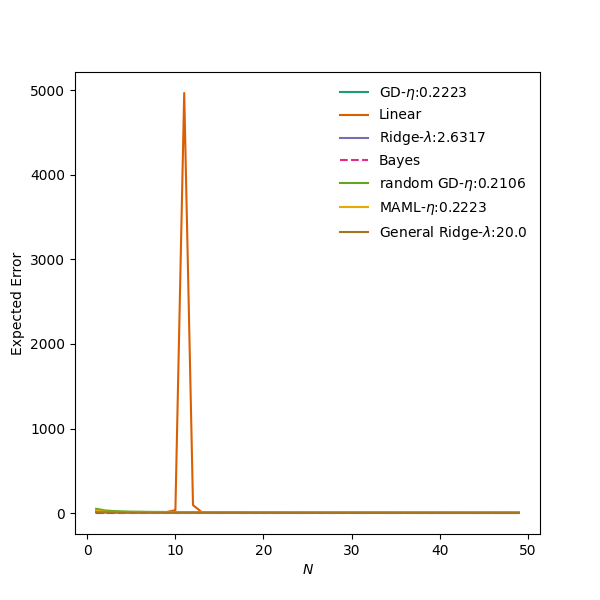 5000
4000
3000
2000
1000
0
Expected Error
0 10 20 30 40 50
N
GD-η:0.2223
Linear
Ridge-λ:2.6317
Bayes
random GD-η:0.2106
MAML-η:0.2223
General Ridge-λ:20.0